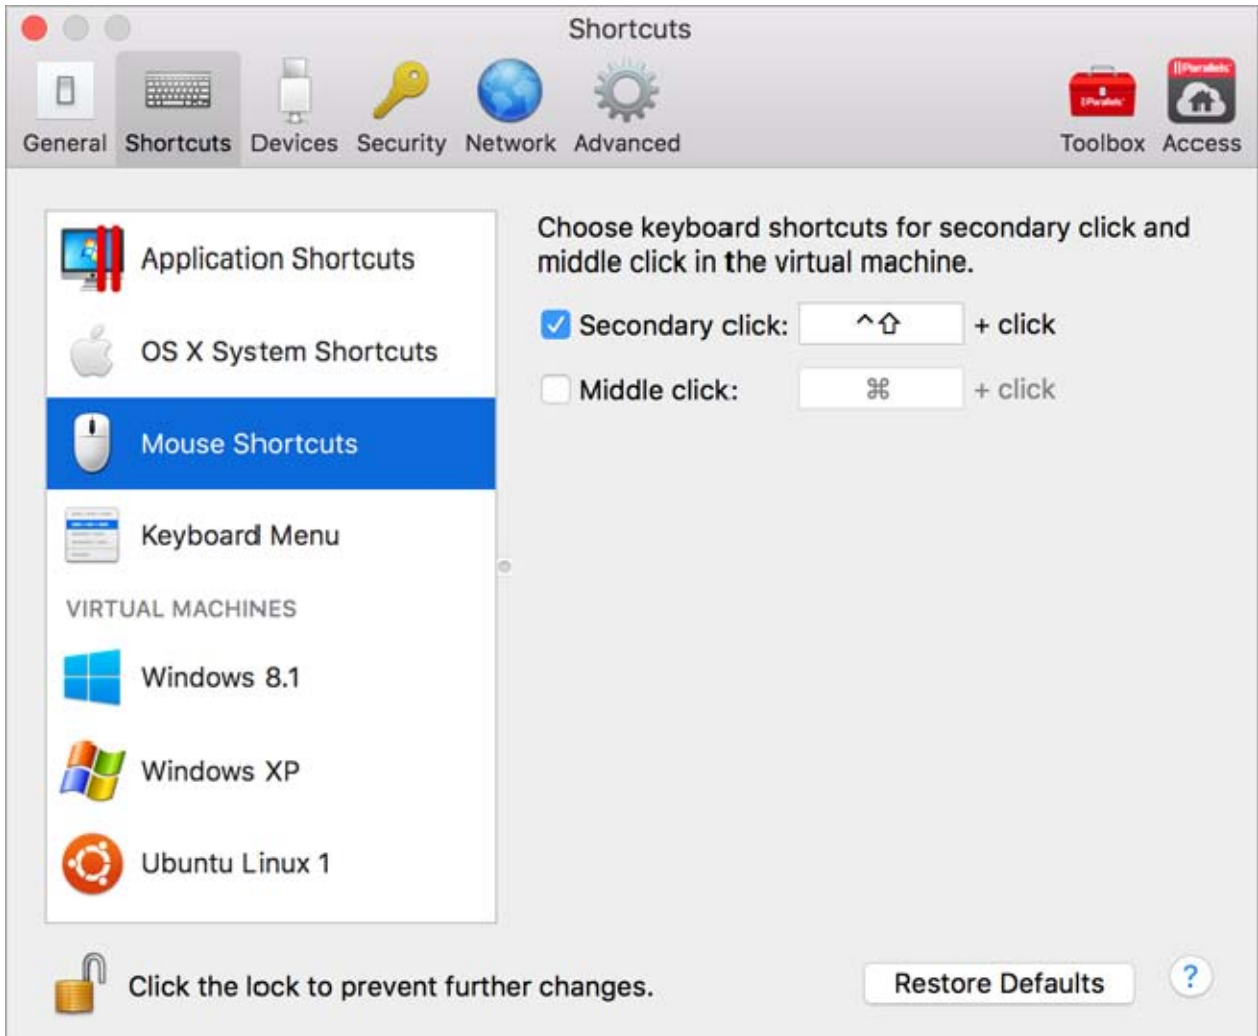 Shortcuts
General Shortcuts Devices Security Network Advanced Toolbox Access
||Parallels®
||Parallels®
Application Shortcuts
OS X System Shortcuts
Mouse Shortcuts
Keyboard Menu
VIRTUAL MACHINES
Windows 8.1
Windows XP
Ubuntu Linux 1
Choose keyboard shortcuts for secondary click and
middle click in the virtual machine.
Secondary click: ^⇧ + click
Middle click: ⌘ + click
Click the lock to prevent further changes.
Restore Defaults
?